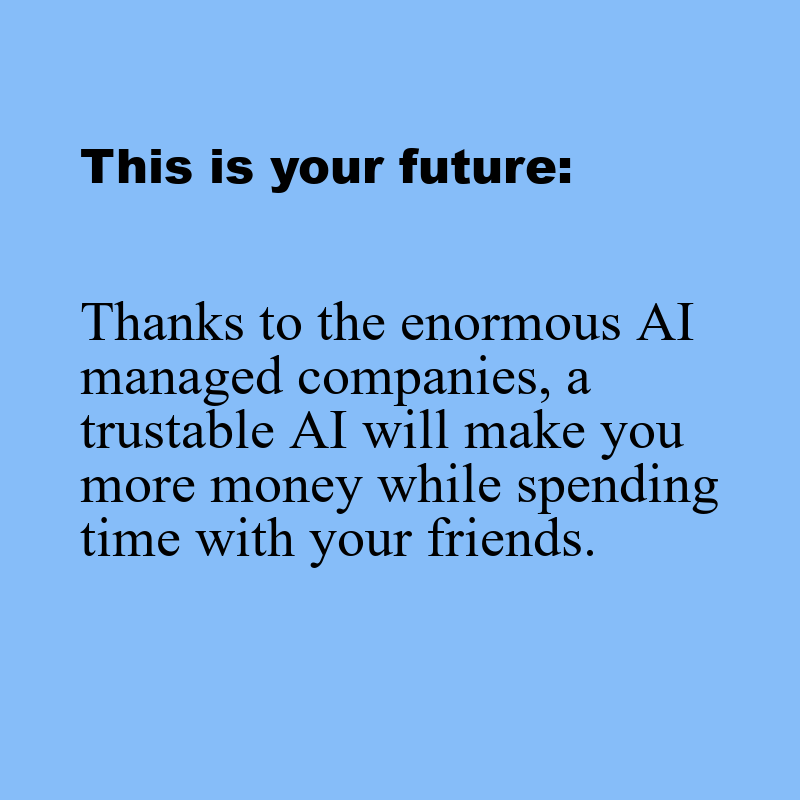 This is your future:
Thanks to the enormous AI
managed companies, a
trustable AI will make you
more money while spending
time with your friends.